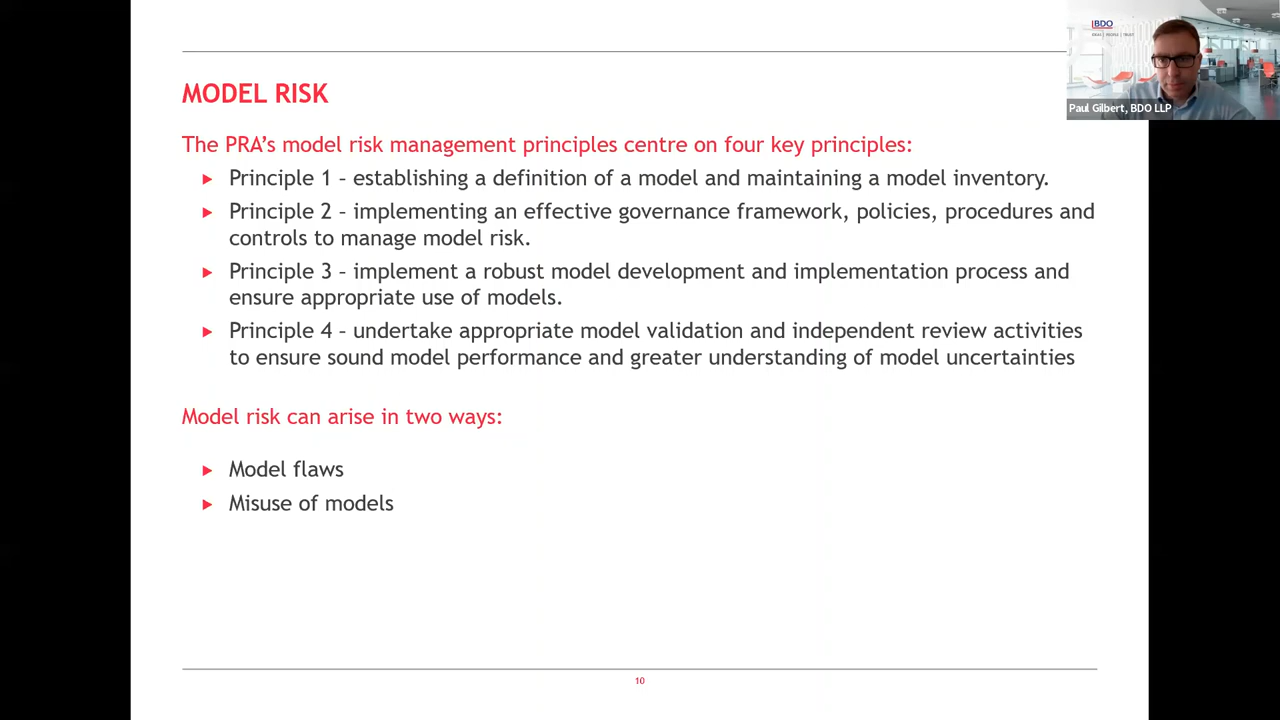 BDO
IDEAS | PEOPLE | TRUST
Paul Gilbert, BDO LLP
MODEL RISK
The PRA's model risk management principles centre on four key principles:
► Principle 1 – establishing a definition of a model and maintaining a model inventory.
► Principle 2 – implementing an effective governance framework, policies, procedures and
controls to manage model risk.
► Principle 3 – implement a robust model development and implementation process and
ensure appropriate use of models.
► Principle 4 – undertake appropriate model validation and independent review activities
to ensure sound model performance and greater understanding of model uncertainties
Model risk can arise in two ways:
► Model flaws
► Misuse of models
10